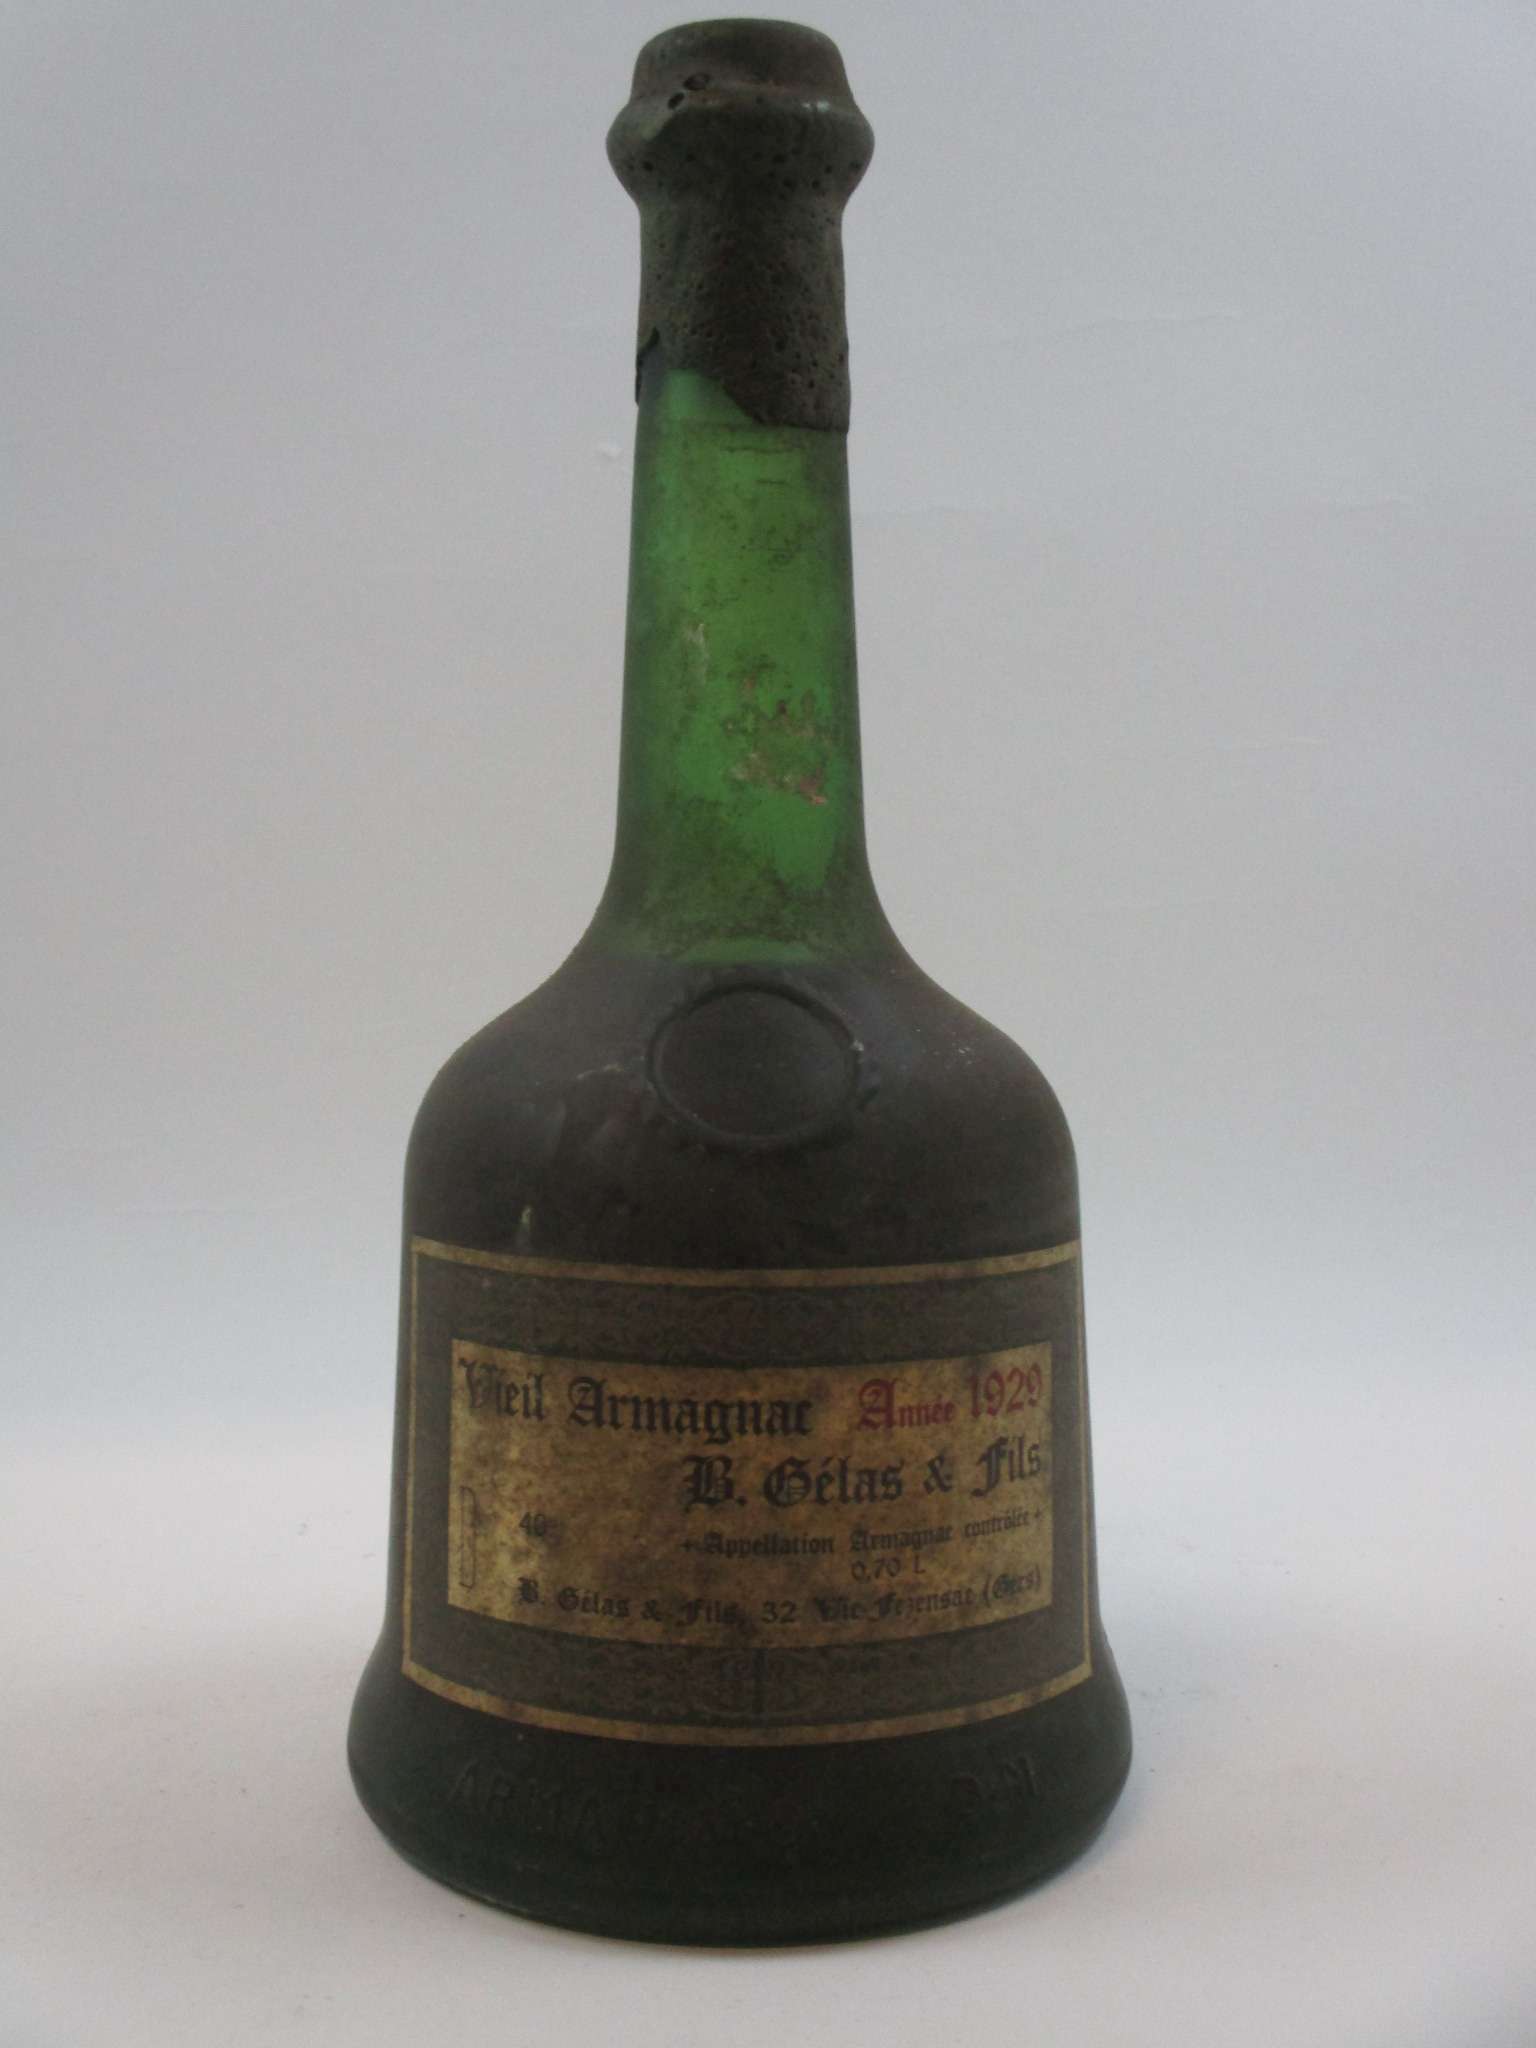 Vieil Armagnac Année 1929
B. Gélas & Fils
40°
+ Appellation Armagnac contrôlée +
0,70 L
B. Gélas & Fils, 32 Vic Fezensac (Gers)